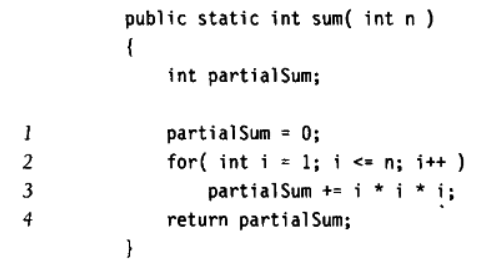 public static int sum( int n )
{
int partialSum;
1 partialSum = 0;
2 for( int i = 1; i <= n; i++ )
3 partialSum += i * i * i;
4 return partialSum;
}